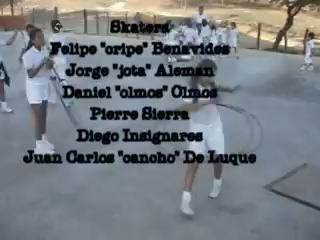 Skaters
Felipe "cripe" Benavides
Jorge "jota" Aleman
Daniel "olmos" Olmos
Pierre Sierra
Diego Insignares
Juan Carlos "cancho" De Luque